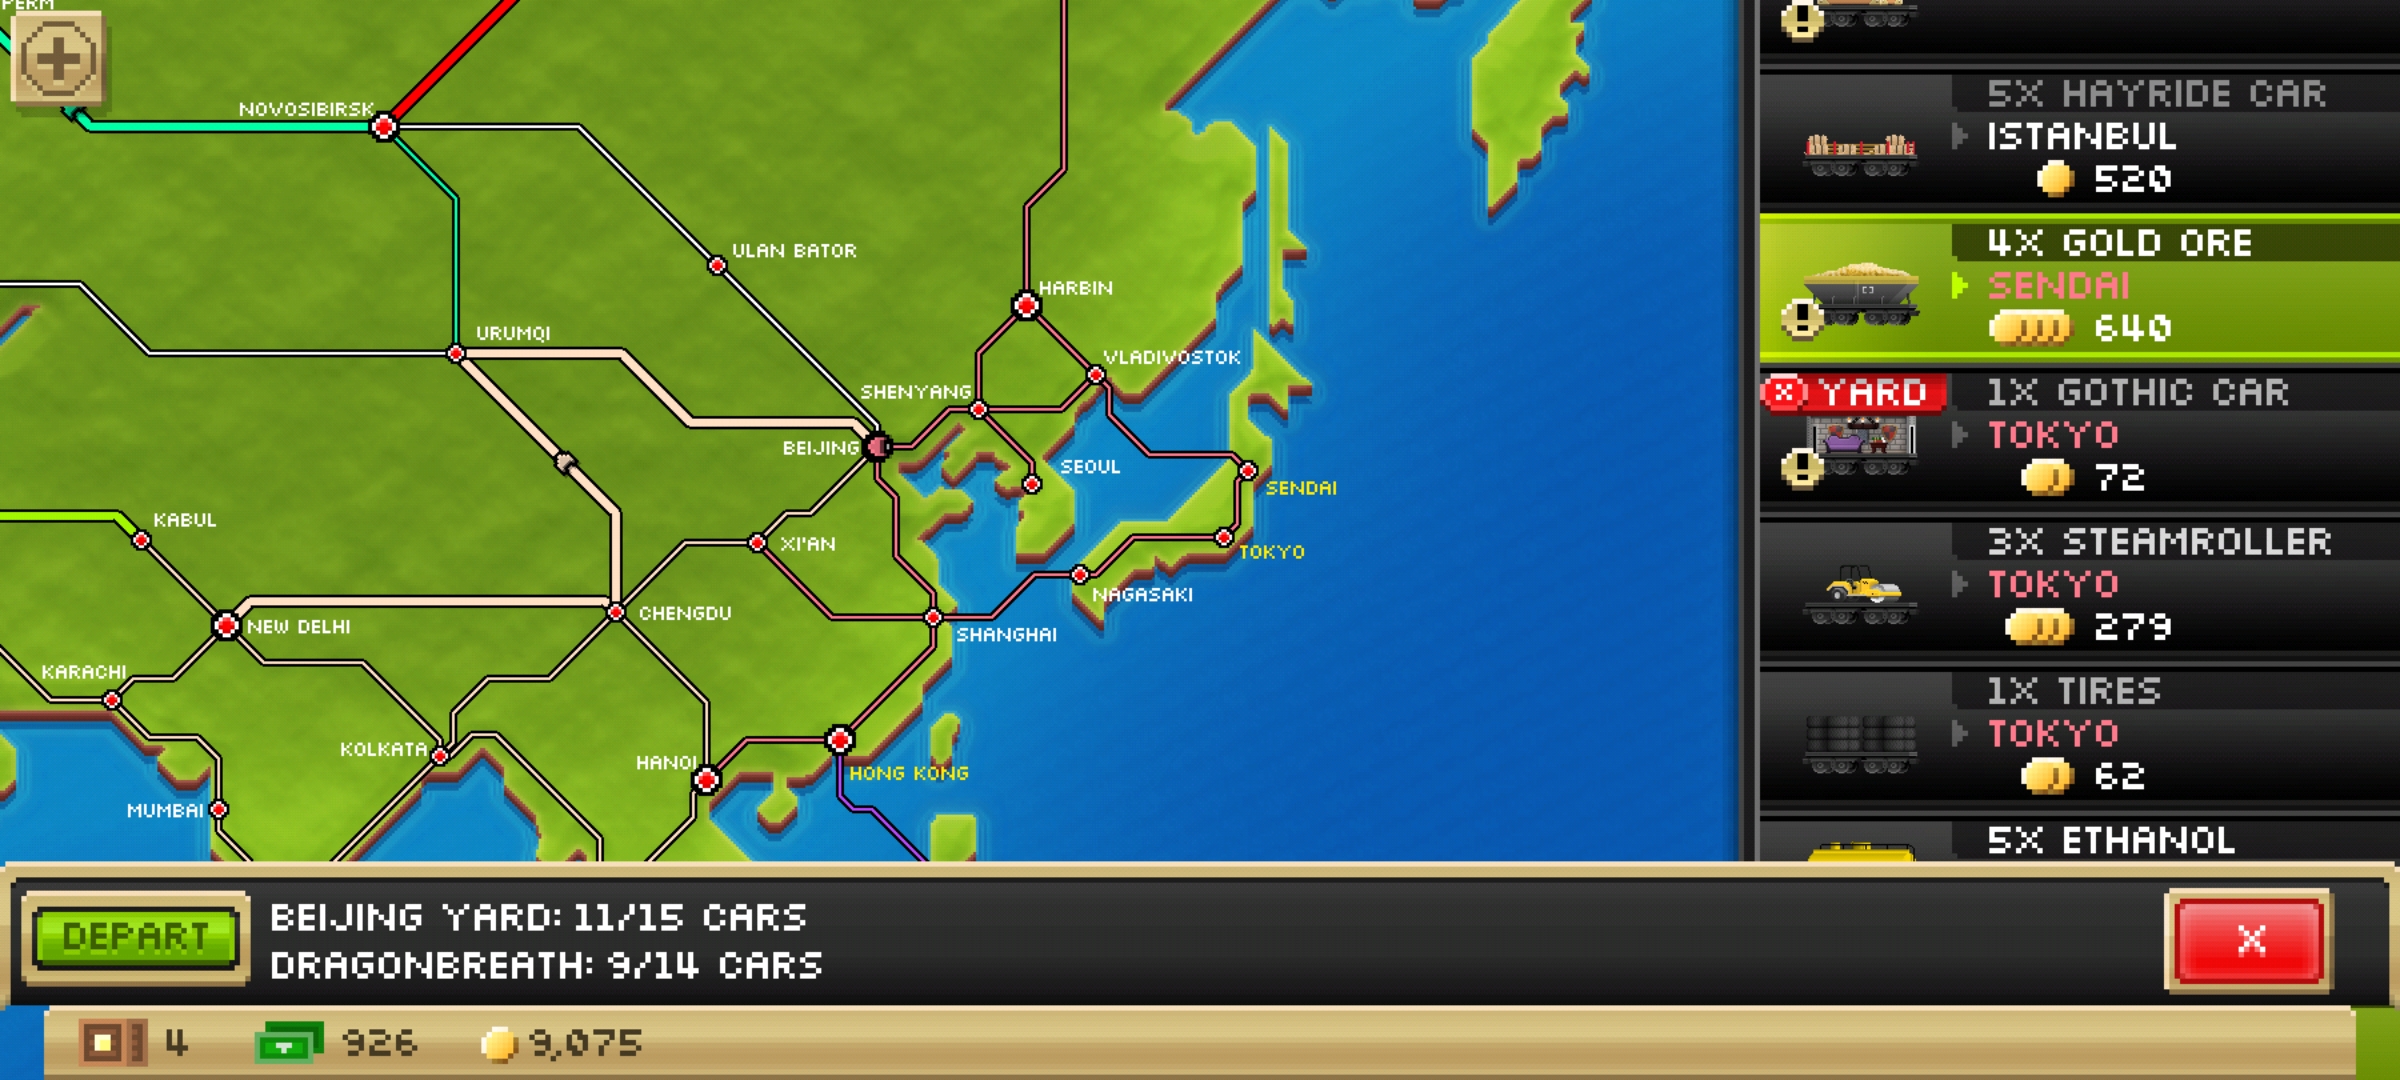 PERM
NOVOSIBIRSK
ULAN BATOR
HARBIN
URUMQI
VLADIVOSTOK
SHENYANG
BEIJING
SEOUL
SENDAI
KABUL
XI'AN
TOKYO
NAGASAKI
NEW DELHI
CHENGDU
SHANGHAI
KARACHI
KOLKATA
HANOI
HONG KONG
MUMBAI
5X HAYRIDE CAR
ISTANBUL
520
4X GOLD ORE
SENDAI
640
YARD
1X GOTHIC CAR
TOKYO
72
3X STEAMROLLER
TOKYO
279
1X TIRES
TOKYO
62
5X ETHANOL
DEPART
BEIJING YARD: 11/15 CARS
DRAGONBREATH: 9/14 CARS
X
4
926
9,075